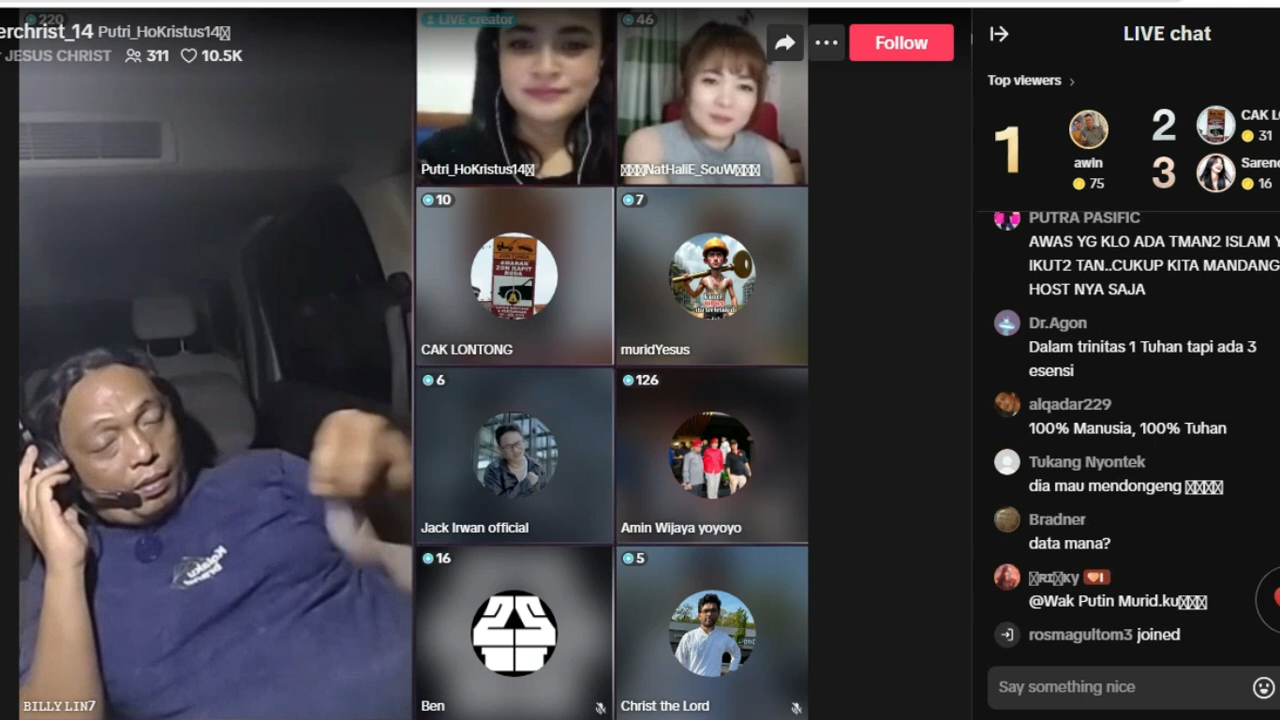 220
erchrist_14 Putri_HoKristus14
JESUS CHRIST 311 10.5K
LIVE creator
46
Follow
Putri_HoKristus14
NatHaliE_SouW
10
7
CAK LONTONG
muridYesus
6
126
Jack Irwan official
Amin Wijaya yoyoyo
16
5
BILLY LIN7
Ben
Christ the Lord
LIVE chat
Top viewers
1
awin
75
2
CAK LO
31
3
Saren
16
PUTRA PASIFIC
AWAS YG KLO ADA TMAN2 ISLAM Y
IKUT2 TAN..CUKUP KITA MANDANG
HOST NYA SAJA
Dr.Agon
Dalam trinitas 1 Tuhan tapi ada 3
esensi
alqadar229
100% Manusia, 100% Tuhan
Tukang Nyontek
dia mau mendongeng
Bradner
data mana?
@Wak Putin Murid.ku
rosmagultom3 joined
Say something nice